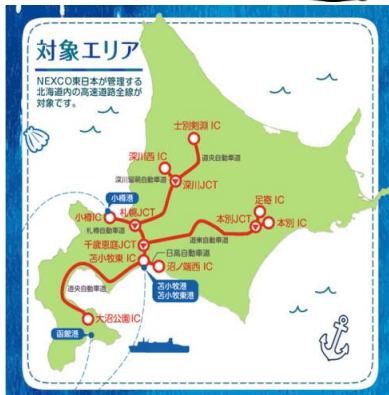 対象エリア
NEXCO東日本が管理する
北海道内の高速道路全線が
対象です。
士別剣淵 IC
深川西 IC
道央自動車道
深川留萌自動車道
深川JCT
小樽港
足寄 IC
小樽IC
札幌JCT
本別JCT
本別 IC
札樽自動車道
千歳恵庭JCT
道東自動車道
苫小牧東 IC
日高自動車道
沼ノ端西 IC
苫小牧港
苫小牧東港
道央自動車道
大沼公園IC
函館港